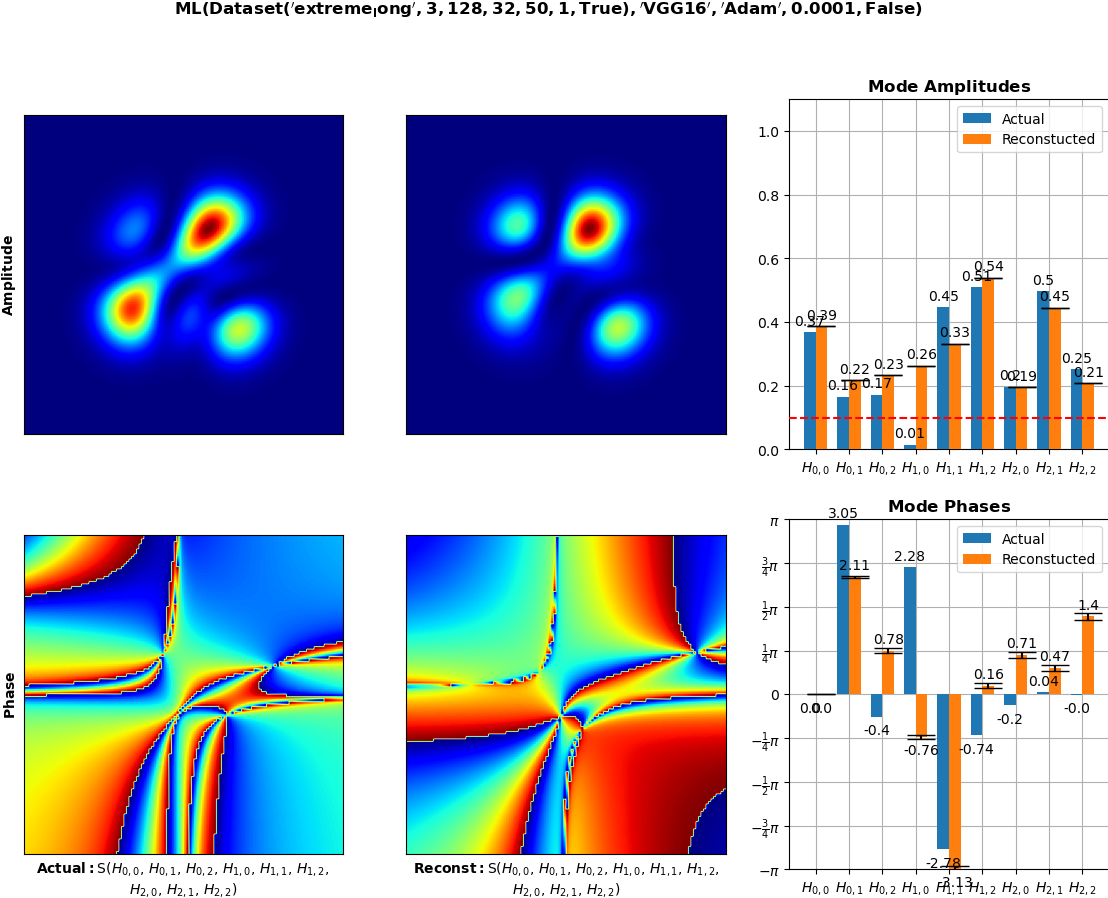 ML(Dataset('extreme_long', 3, 128, 32, 50, 1, True), 'VGG16', 'Adam', 0.0001, False)
Amplitude
Mode Amplitudes
Actual
Reconstucted
1.0
0.8
0.6
0.4
0.2
0.0
0.37 0.39 0.16 0.22 0.17 0.23 0.01 0.26 0.45 0.33 0.51 0.54 0.2 0.19 0.5 0.45 0.25 0.21
H0,0 H0,1 H0,2 H1,0 H1,1 H1,2 H2,0 H2,1 H2,2
Phase
Actual: S(H0,0, H0,1, H0,2, H1,0, H1,1, H1,2,
H2,0, H2,1, H2,2)
Reconst: S(H0,0, H0,1, H0,2, H1,0, H1,1, H1,2,
H2,0, H2,1, H2,2)
Mode Phases
Actual
Reconstucted
π
3/4π
1/2π
1/4π
0
−1/4π
−1/2π
−3/4π
−π
0.0 0.0 3.05 2.11 -0.4 0.78 2.28 -0.76 -2.78 -3.13 -0.74 0.16 -0.2 0.71 0.04 0.47 -0.0 1.4
H0,0 H0,1 H0,2 H1,0 H1,1 H1,2 H2,0 H2,1 H2,2